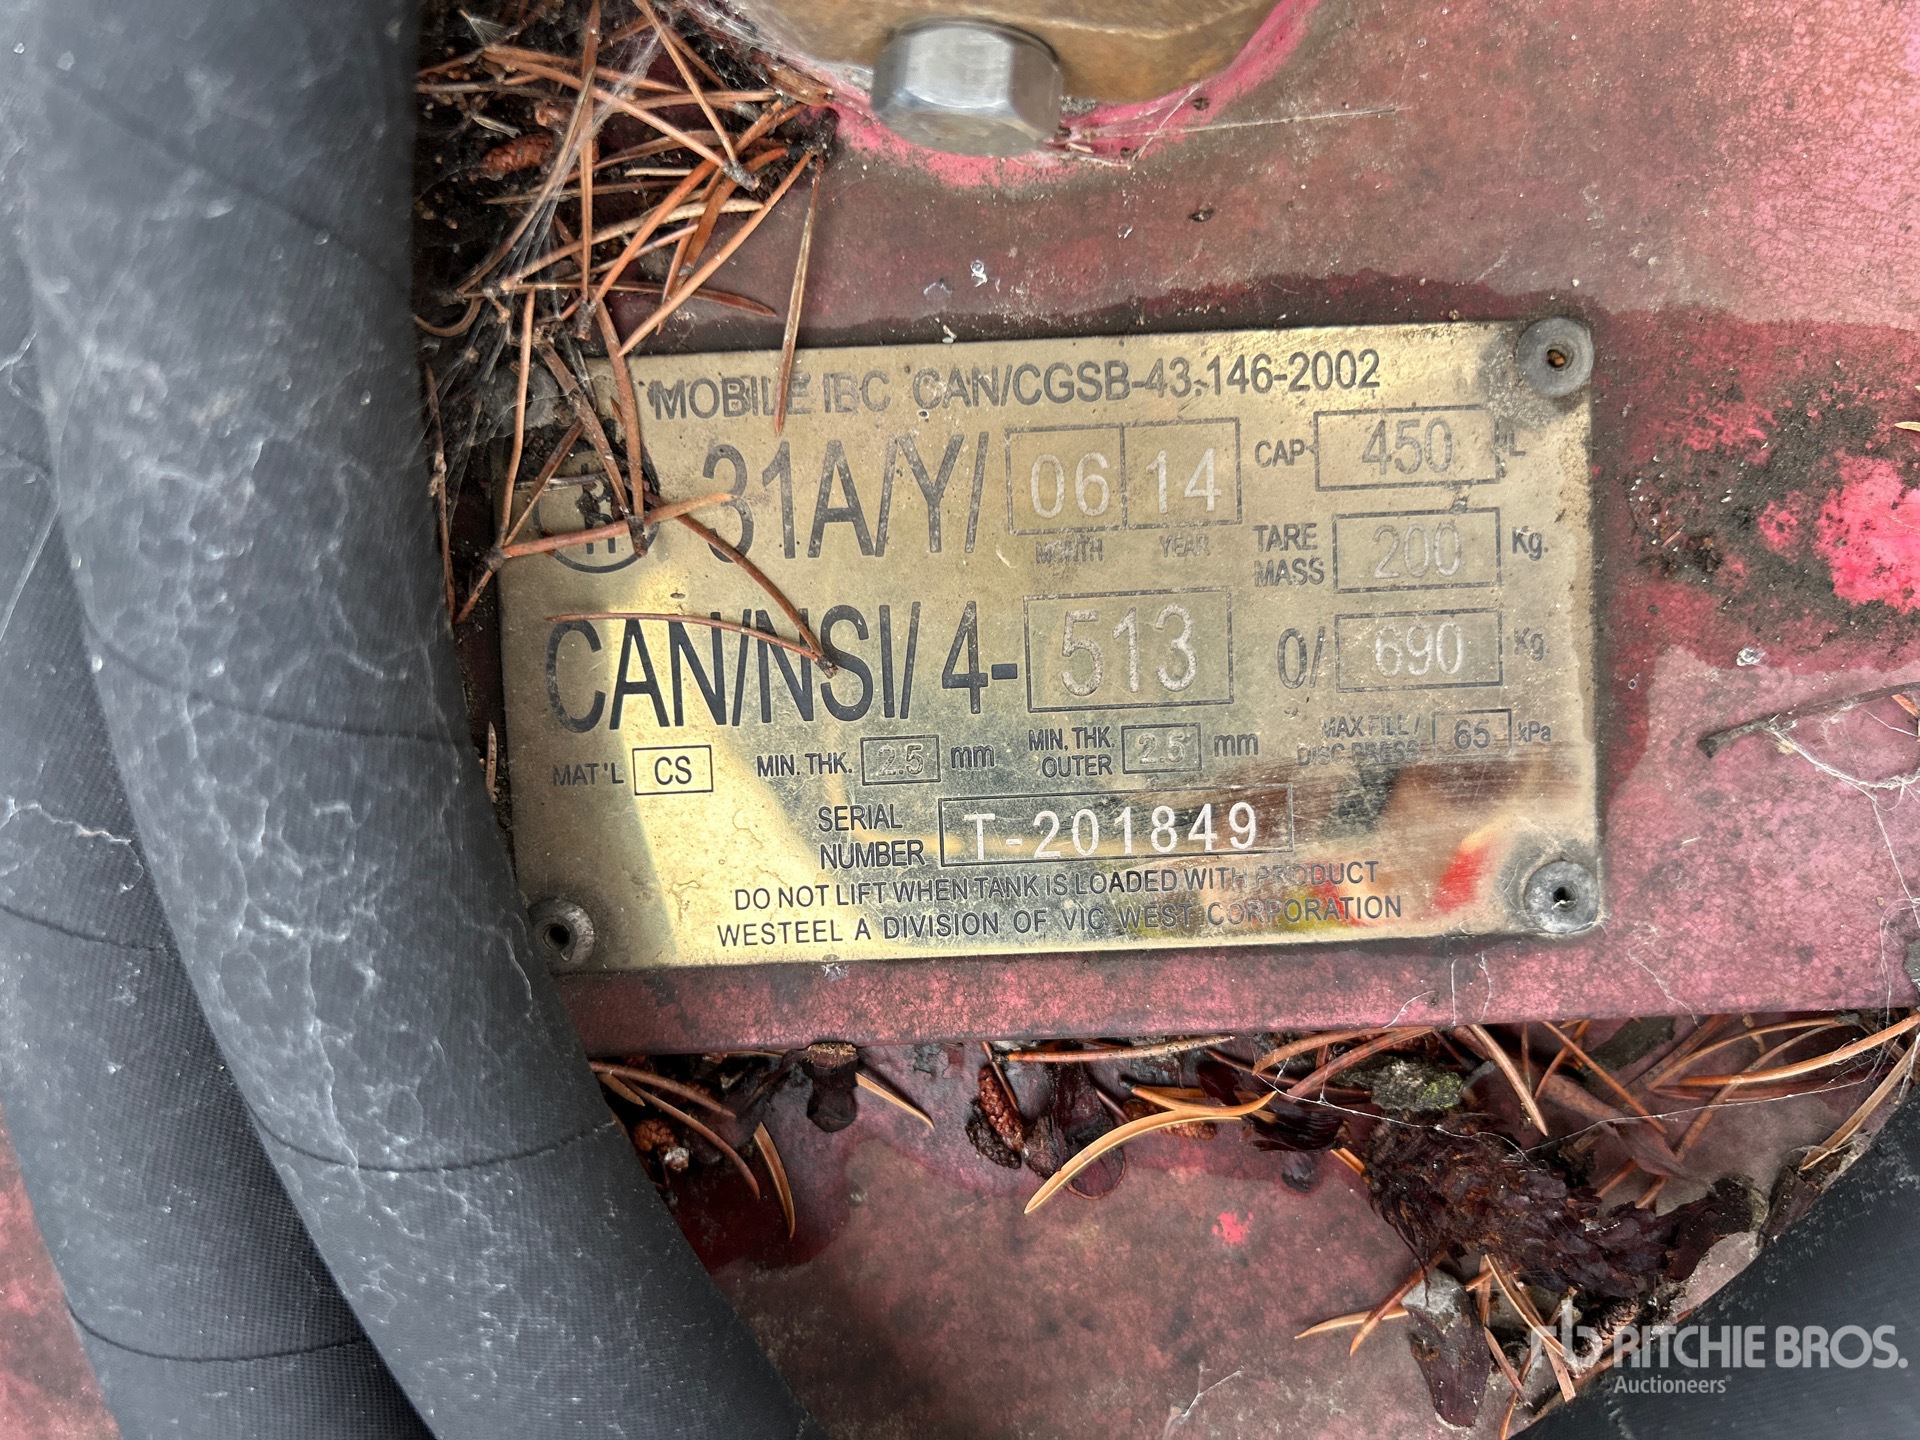 MOBILE IBC CAN/CGSB-43.146-2002
31A/Y/ 06 14 CAP 450 L
MONTH YEAR TARE MASS 200 Kg.
CAN/NSI/ 4- 513 0/ 690 Kg.
MAT'L CS MIN. THK. 2.5 mm MIN. THK. OUTER 2.5 mm MAX FILL / DISC PRESS 65 kPa
SERIAL NUMBER T-201849
DO NOT LIFT WHEN TANK IS LOADED WITH PRODUCT
WESTEEL A DIVISION OF VIC WEST CORPORATION
rb RITCHIE BROS.
Auctioneers